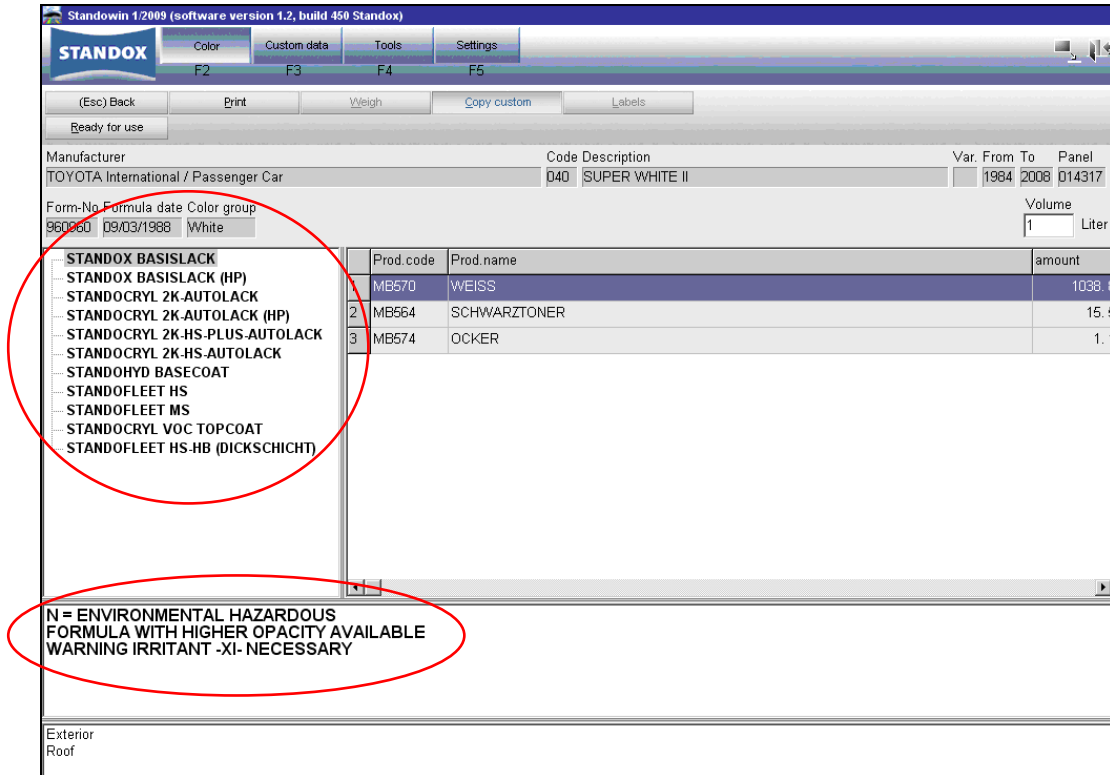 Standowin 1/2009 (software version 1.2, build 450 Standox)
STANDOX Color Custom data Tools Settings
F2 F3 F4 F5
(Esc) Back Print Weigh Copy custom Labels
Ready for use
Manufacturer Code Description Var. From To Panel
TOYOTA International / Passenger Car 040 SUPER WHITE II 1984 2008 014317
Form-No Formula date Color group Volume
960960 09/03/1988 White 1 Liter
STANDOX BASISLACK
STANDOX BASISLACK (HP)
STANDOCRYL 2K-AUTOLACK
STANDOCRYL 2K-AUTOLACK (HP)
STANDOCRYL 2K-HS-PLUS-AUTOLACK
STANDOCRYL 2K-HS-AUTOLACK
STANDOHYD BASECOAT
STANDOFLEET HS
STANDOFLEET MS
STANDOCRYL VOC TOPCOAT
STANDOFLEET HS-HB (DICKSCHICHT)
Prod.code Prod.name amount
1 MB570 WEISS 1038.
2 MB564 SCHWARZTONER 15.
3 MB574 OCKER 1.
N = ENVIRONMENTAL HAZARDOUS
FORMULA WITH HIGHER OPACITY AVAILABLE
WARNING IRRITANT -XI- NECESSARY
Exterior
Roof